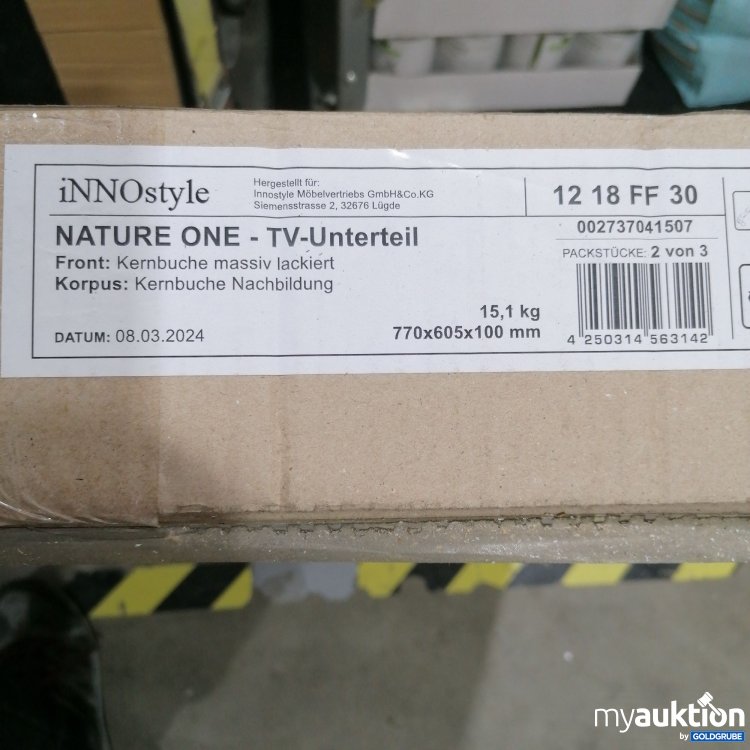 iNNOstyle
Hergestellt für:
Innostyle Möbelvertriebs GmbH&Co.KG
Siemensstrasse 2, 32676 Lügde
12 18 FF 30
NATURE ONE - TV-Unterteil
Front: Kernbuche massiv lackiert
Korpus: Kernbuche Nachbildung
002737041507
PACKSTÜCKE: 2 von 3
15,1 kg
770x605x100 mm
DATUM: 08.03.2024
4 250314 563142
myauktion
by GOLDGRUBE